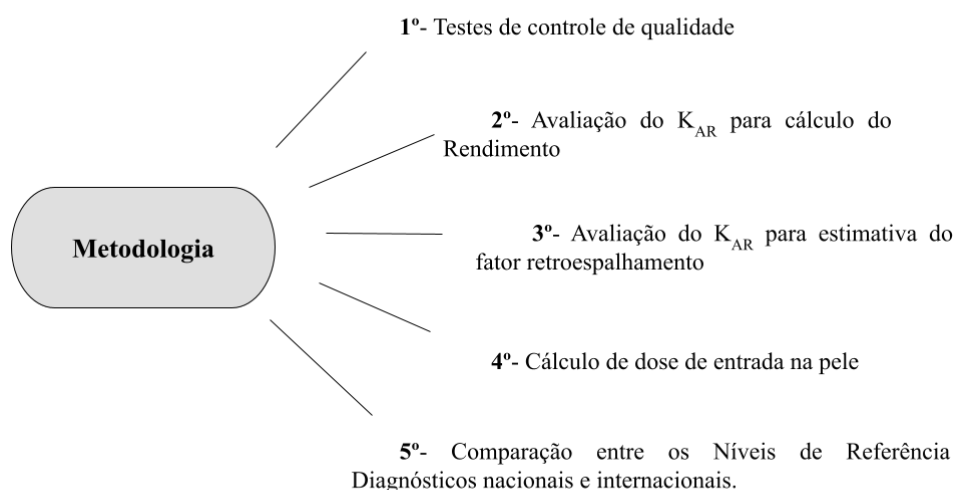 1º- Testes de controle de qualidade
2º- Avaliação do K_AR para cálculo do
Rendimento
Metodologia
3º- Avaliação do K_AR para estimativa do
fator retroespalhamento
4º- Cálculo de dose de entrada na pele
5º- Comparação entre os Níveis de Referência
Diagnósticos nacionais e internacionais.